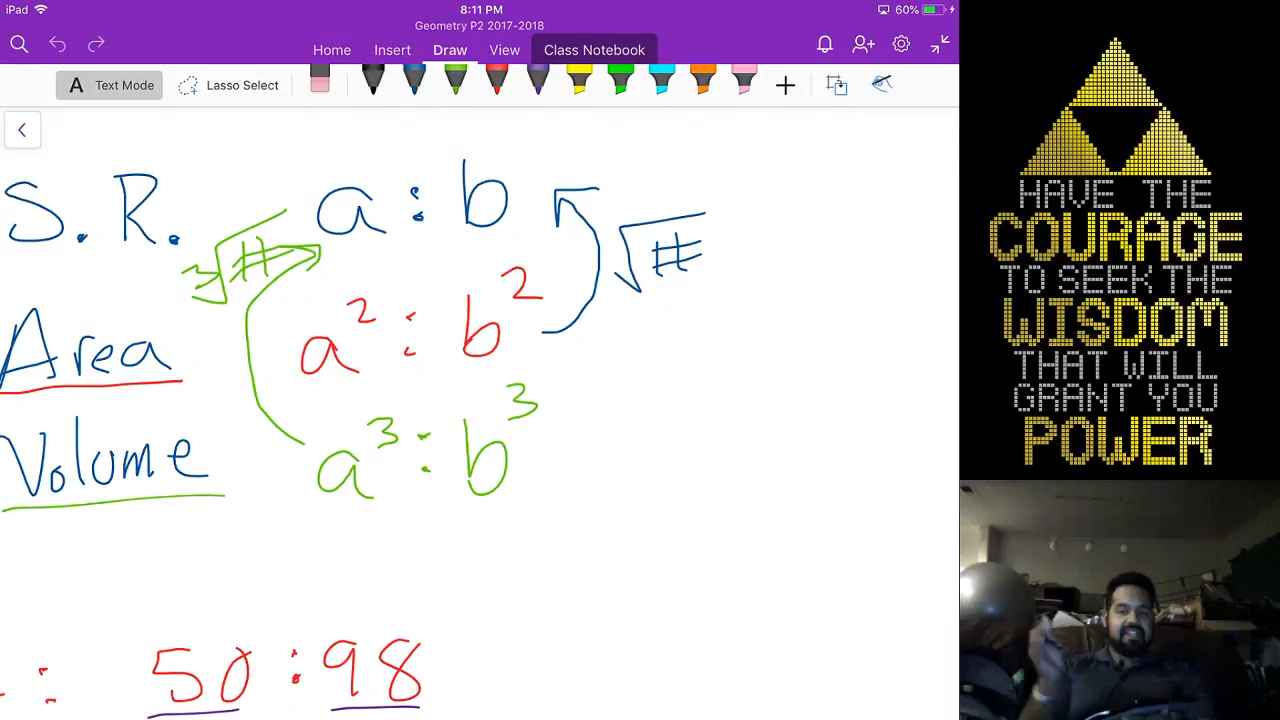 iPad
8:11 PM
60%
Geometry P2 2017-2018
Home Insert Draw View Class Notebook
A Text Mode Lasso Select
S. R. a : b
∛# √#
Area a² : b²
Volume a³ : b³
: 50 : 98
HAVE THE
COURAGE
TO SEEK THE
WISDOM
THAT WILL
GRANT YOU
POWER